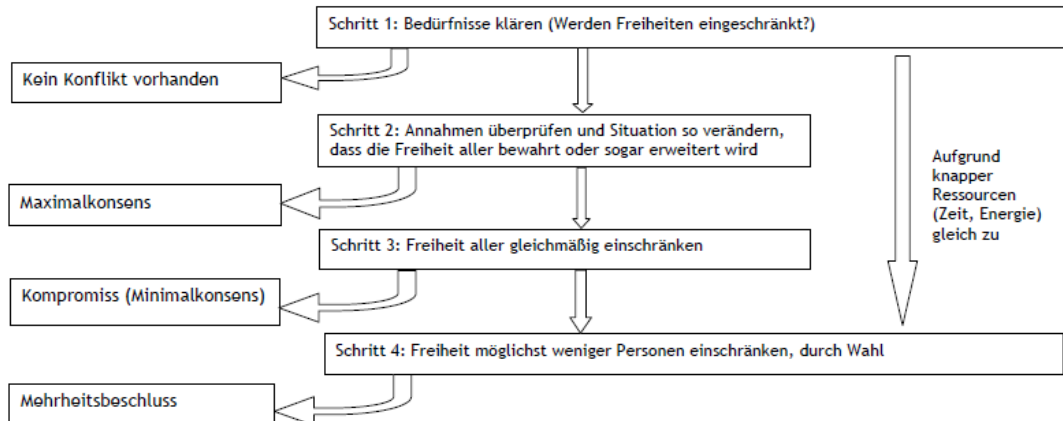 Schritt 1: Bedürfnisse klären (Werden Freiheiten eingeschränkt?)
Kein Konflikt vorhanden
Schritt 2: Annahmen überprüfen und Situation so verändern,
dass die Freiheit aller bewahrt oder sogar erweitert wird
Aufgrund
knapper
Ressourcen
(Zeit, Energie)
gleich zu
Maximalkonsens
Schritt 3: Freiheit aller gleichmäßig einschränken
Kompromiss (Minimalkonsens)
Schritt 4: Freiheit möglichst weniger Personen einschränken, durch Wahl
Mehrheitsbeschluss